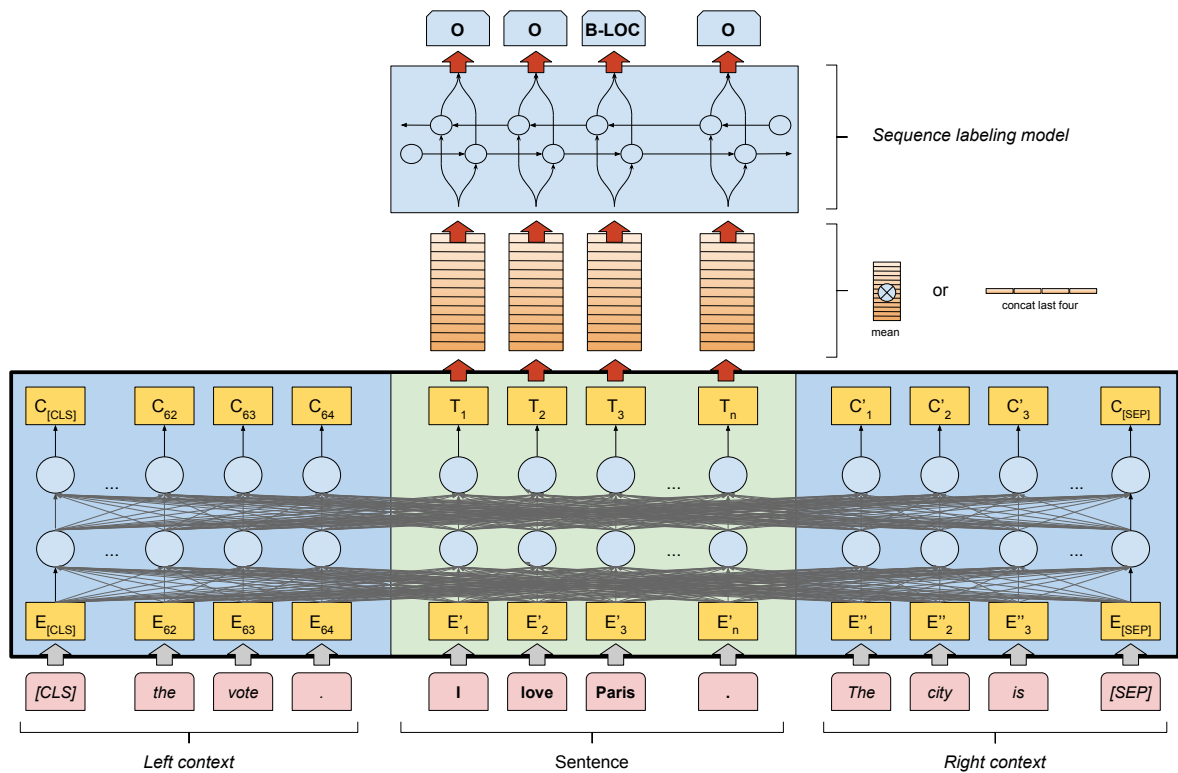 O O B-LOC O
Sequence labeling model
or
mean
concat last four
C[CLS] C62 C63 C64 T1 T2 T3 Tn C'1 C'2 C'3 C[SEP]
... ... ...
... ... ...
E[CLS] E62 E63 E64 E'1 E'2 E'3 E'n E''1 E''2 E''3 E[SEP]
[CLS] the vote . I love Paris . The city is [SEP]
Left context Sentence Right context